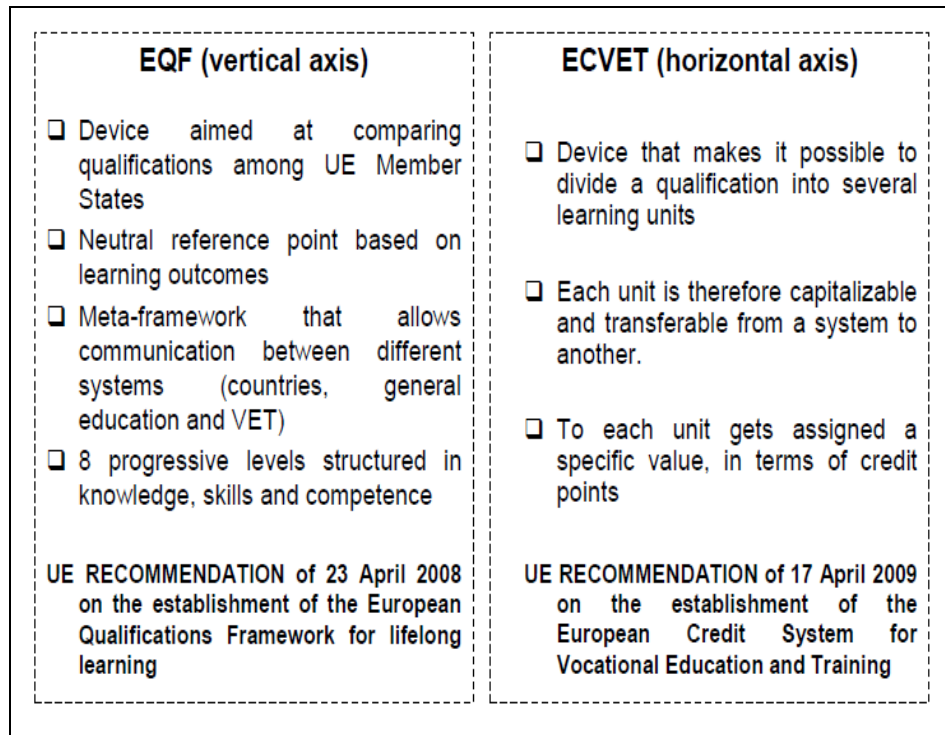 EQF (vertical axis)
❑ Device aimed at comparing
qualifications among UE Member
States
❑ Neutral reference point based on
learning outcomes
❑ Meta-framework that allows
communication between different
systems (countries, general
education and VET)
❑ 8 progressive levels structured in
knowledge, skills and competence
UE RECOMMENDATION of 23 April 2008
on the establishment of the European
Qualifications Framework for lifelong
learning
ECVET (horizontal axis)
❑ Device that makes it possible to
divide a qualification into several
learning units
❑ Each unit is therefore capitalizable
and transferable from a system to
another.
❑ To each unit gets assigned a
specific value, in terms of credit
points
UE RECOMMENDATION of 17 April 2009
on the establishment of the
European Credit System for
Vocational Education and Training